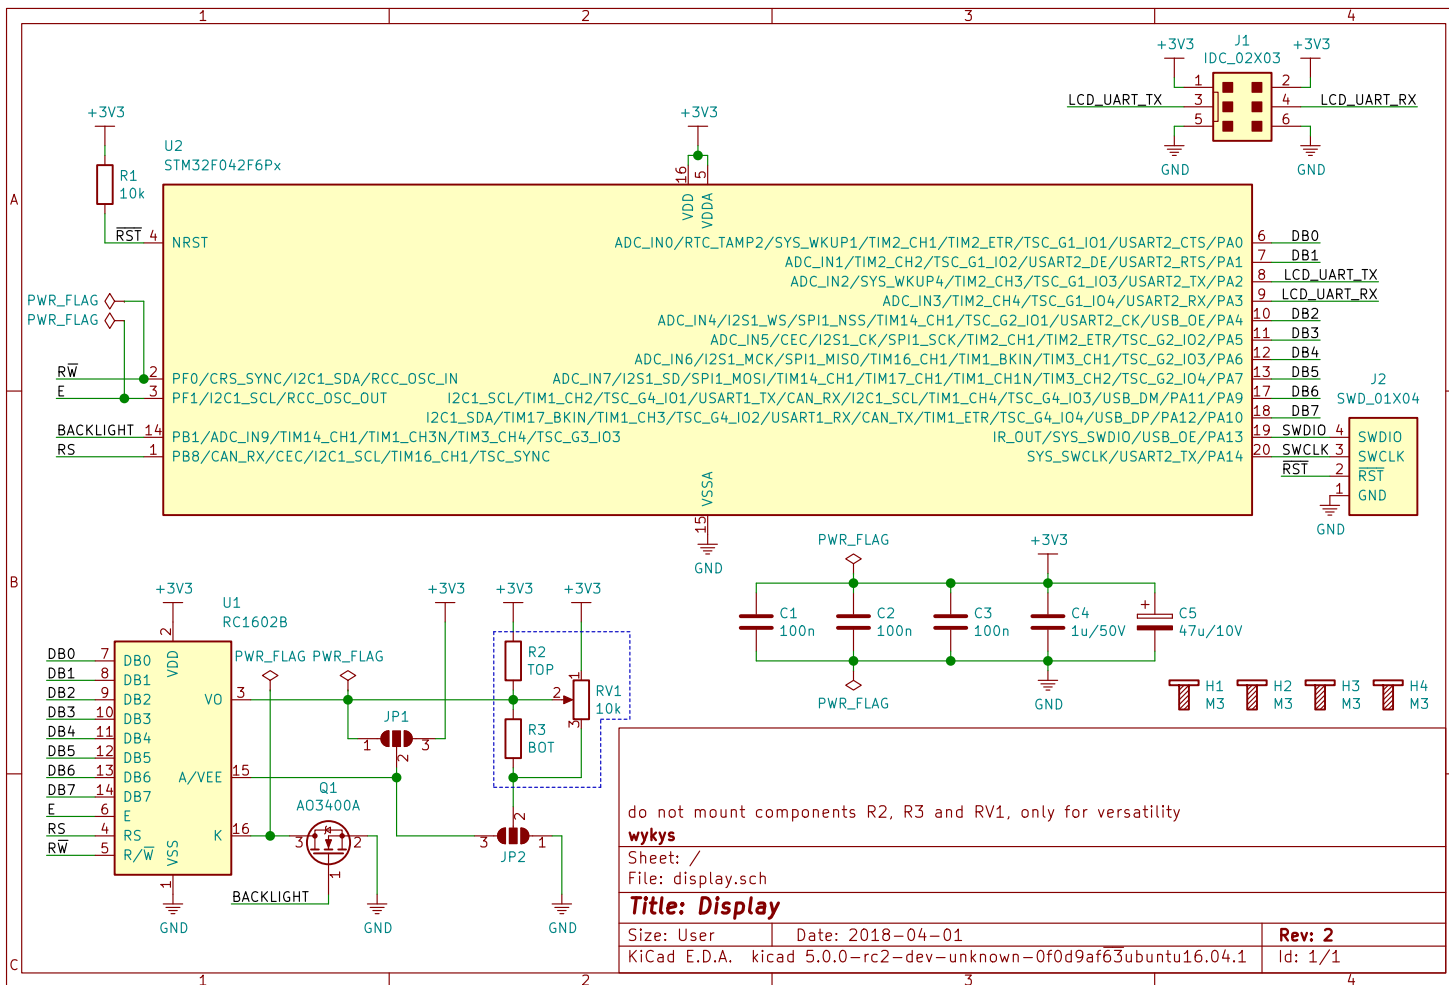 1 2 3 4
A
B
C
+3V3
R1
10k
RST 4 NRST
U2
STM32F042F6Px
+3V3
16 5
VDD VDDA
PWR_FLAG
PWR_FLAG
RW 2 PF0/CRS_SYNC/I2C1_SDA/RCC_OSC_IN
E 3 PF1/I2C1_SCL/RCC_OSC_OUT
BACKLIGHT 14 PB1/ADC_IN9/TIM14_CH1/TIM1_CH3N/TIM3_CH4/TSC_G3_IO3
RS 1 PB8/CAN_RX/CEC/I2C1_SCL/TIM16_CH1/TSC_SYNC
ADC_IN0/RTC_TAMP2/SYS_WKUP1/TIM2_CH1/TIM2_ETR/TSC_G1_IO1/USART2_CTS/PA0 6 DB0
ADC_IN1/TIM2_CH2/TSC_G1_IO2/USART2_DE/USART2_RTS/PA1 7 DB1
ADC_IN2/SYS_WKUP4/TIM2_CH3/TSC_G1_IO3/USART2_TX/PA2 8 LCD_UART_TX
ADC_IN3/TIM2_CH4/TSC_G1_IO4/USART2_RX/PA3 9 LCD_UART_RX
ADC_IN4/I2S1_WS/SPI1_NSS/TIM14_CH1/TSC_G2_IO1/USART2_CK/USB_OE/PA4 10 DB2
ADC_IN5/CEC/I2S1_CK/SPI1_SCK/TIM2_CH1/TIM2_ETR/TSC_G2_IO2/PA5 11 DB3
ADC_IN6/I2S1_MCK/SPI1_MISO/TIM16_CH1/TIM1_BKIN/TIM3_CH1/TSC_G2_IO3/PA6 12 DB4
ADC_IN7/I2S1_SD/SPI1_MOSI/TIM14_CH1/TIM17_CH1/TIM1_CH1N/TIM3_CH2/TSC_G2_IO4/PA7 13 DB5
I2C1_SCL/TIM1_CH2/TSC_G4_IO1/USART1_TX/CAN_RX/I2C1_SCL/TIM1_CH4/TSC_G4_IO3/USB_DM/PA11/PA9 17 DB6
I2C1_SDA/TIM17_BKIN/TIM1_CH3/TSC_G4_IO2/USART1_RX/CAN_TX/TIM1_ETR/TSC_G4_IO4/USB_DP/PA12/PA10 18 DB7
IR_OUT/SYS_SWDIO/USB_OE/PA13 19 SWDIO
SYS_SWCLK/USART2_TX/PA14 20 SWCLK
VSSA
15
GND
+3V3 J1 +3V3
IDC_02X03
1 2
LCD_UART_TX 3 4 LCD_UART_RX
5 6
GND GND
J2
SWD_01X04
4 SWDIO
3 SWCLK
RST 2 RST
1 GND
GND
+3V3
U1
RC1602B
2
VDD
DB0 7 DB0
DB1 8 DB1
DB2 9 DB2
DB3 10 DB3
DB4 11 DB4
DB5 12 DB5
DB6 13 DB6
DB7 14 DB7
E 6 E
RS 4 RS
RW 5 R/W
VSS
1
GND
VO 3
A/VEE 15
K 16
PWR_FLAG PWR_FLAG
+3V3
JP1
1 2 3
Q1
AO3400A
3 2
1
BACKLIGHT
GND
+3V3 +3V3
R2
TOP
R3
BOT
1
2
3
RV1
10k
2
3 1
JP2
GND
PWR_FLAG
+3V3
C1
100n
C2
100n
C3
100n
C4
1u/50V
+
C5
47u/10V
PWR_FLAG
GND
H1
M3
H2
M3
H3
M3
H4
M3
do not mount components R2, R3 and RV1, only for versatility
wykys
Sheet: /
File: display.sch
Title: Display
Size: User Date: 2018-04-01 Rev: 2
KiCad E.D.A. kicad 5.0.0-rc2-dev-unknown-0f0d9af63ubuntu16.04.1 Id: 1/1
1 2 3 4